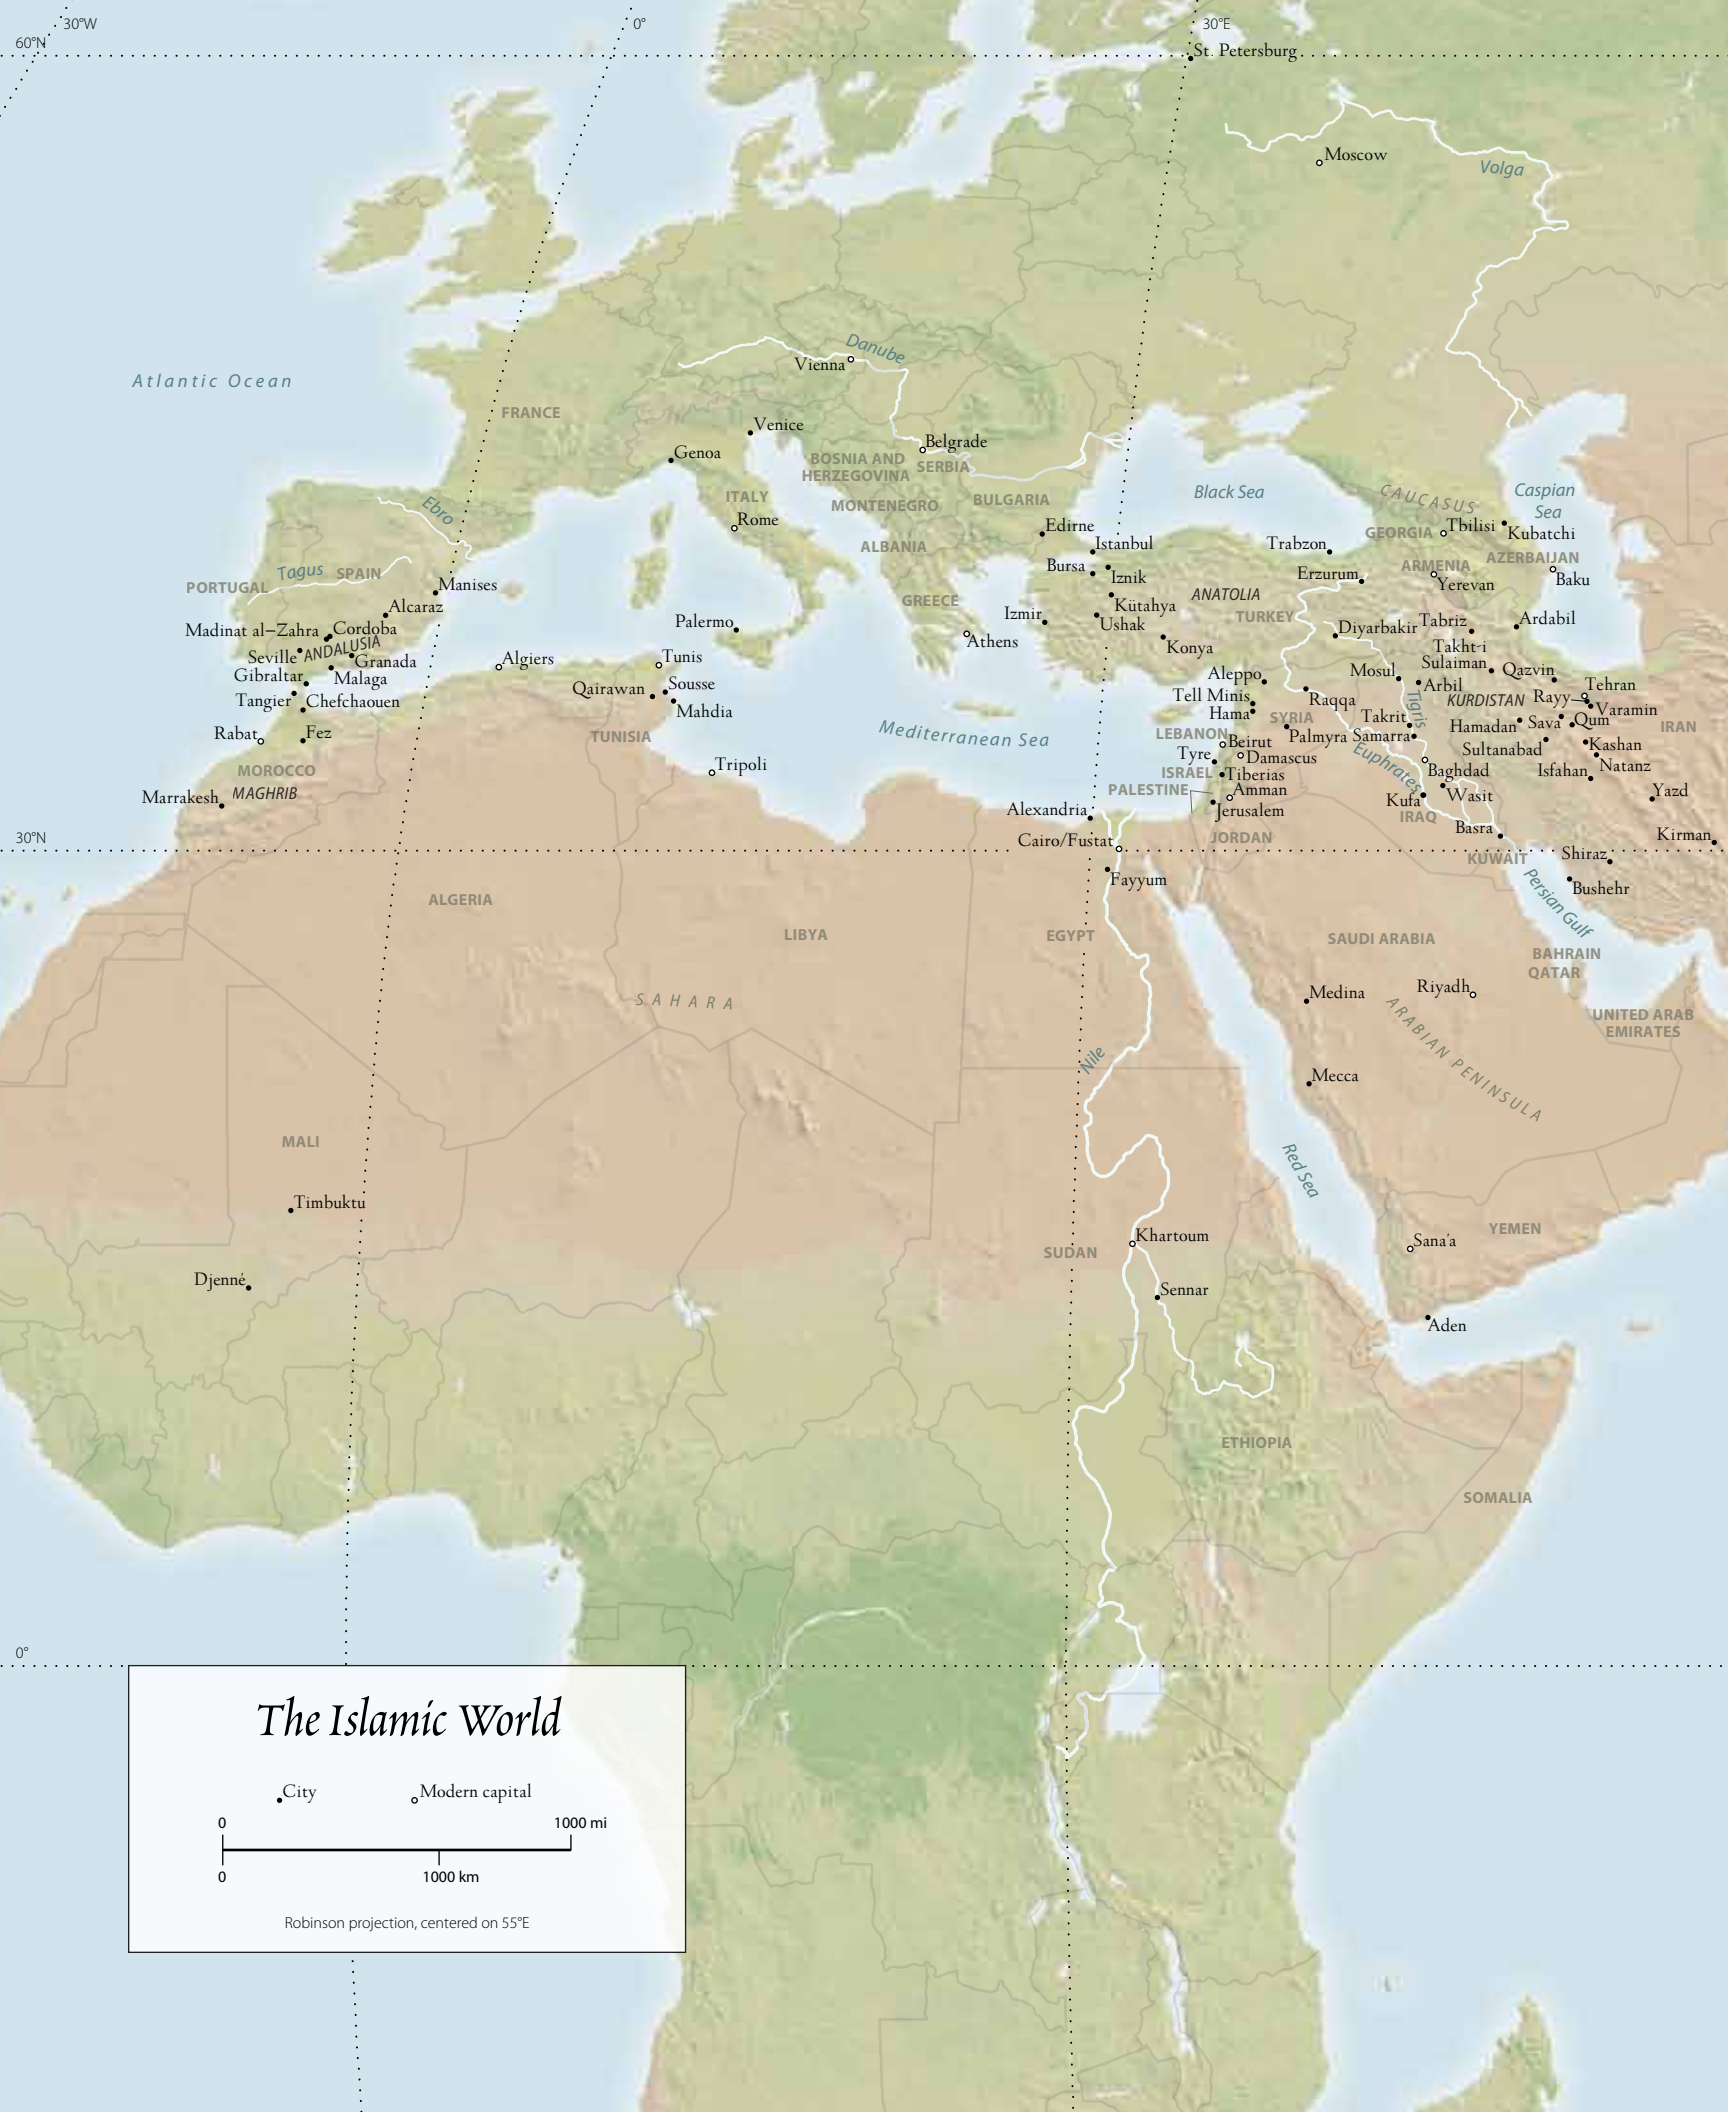 30°W
0°
30°E
60°N
St. Petersburg
Moscow
Volga
Danube
Vienna
Atlantic Ocean
FRANCE
Venice
Genoa
Belgrade
BOSNIA AND
HERZEGOVINA
SERBIA
ITALY
MONTENEGRO
BULGARIA
Black Sea
CAUCASUS
Caspian
Sea
Ebro
Rome
Edirne
Istanbul
Trabzon
GEORGIA
Tbilisi
Kubatchi
ALBANIA
Bursa
Iznik
Erzurum
ARMENIA
AZERBAIJAN
Yerevan
Baku
Tagus
SPAIN
PORTUGAL
Manises
ANATOLIA
GREECE
Kütahya
Alcaraz
Izmir
Ushak
TURKEY
Diyarbakir
Tabriz
Ardabil
Madinat al–Zahra
Cordoba
Palermo
Athens
Konya
Takht-i
Sulaiman
Qazvin
Seville
ANDALUSIA
Granada
Algiers
Tunis
Gibraltar
Malaga
Aleppo
Mosul
Arbil
Tehran
Tangier
Chefchaouen
Qairawan
Sousse
Mahdia
Tell Minis
Hama
Raqqa
Tigris
KURDISTAN
Rayy
Varamin
Rabat
Fez
TUNISIA
Mediterranean Sea
SYRIA
Takrit
Hamadan
Sava
Qum
IRAN
LEBANON
Beirut
Palmyra
Samarra
Sultanabad
Kashan
Tyre
Damascus
Euphrates
Natanz
MOROCCO
Tripoli
ISRAEL
Tiberias
Baghdad
Isfahan
MAGHRIB
PALESTINE
Amman
Wasit
Yazd
Marrakesh
Alexandria
Jerusalem
Kufa
IRAQ
Basra
30°N
Cairo/Fustat
JORDAN
Kirman
KUWAIT
Shiraz
Fayyum
Bushehr
Persian Gulf
ALGERIA
LIBYA
EGYPT
SAUDI ARABIA
BAHRAIN
QATAR
SAHARA
Medina
Riyadh
UNITED ARAB
EMIRATES
ARABIAN PENINSULA
Nile
Mecca
MALI
Red Sea
Timbuktu
YEMEN
Khartoum
SUDAN
Sana'a
Djenné
Sennar
Aden
ETHIOPIA
SOMALIA
0°
The Islamic World
City
Modern capital
0
1000 mi
0
1000 km
Robinson projection, centered on 55°E